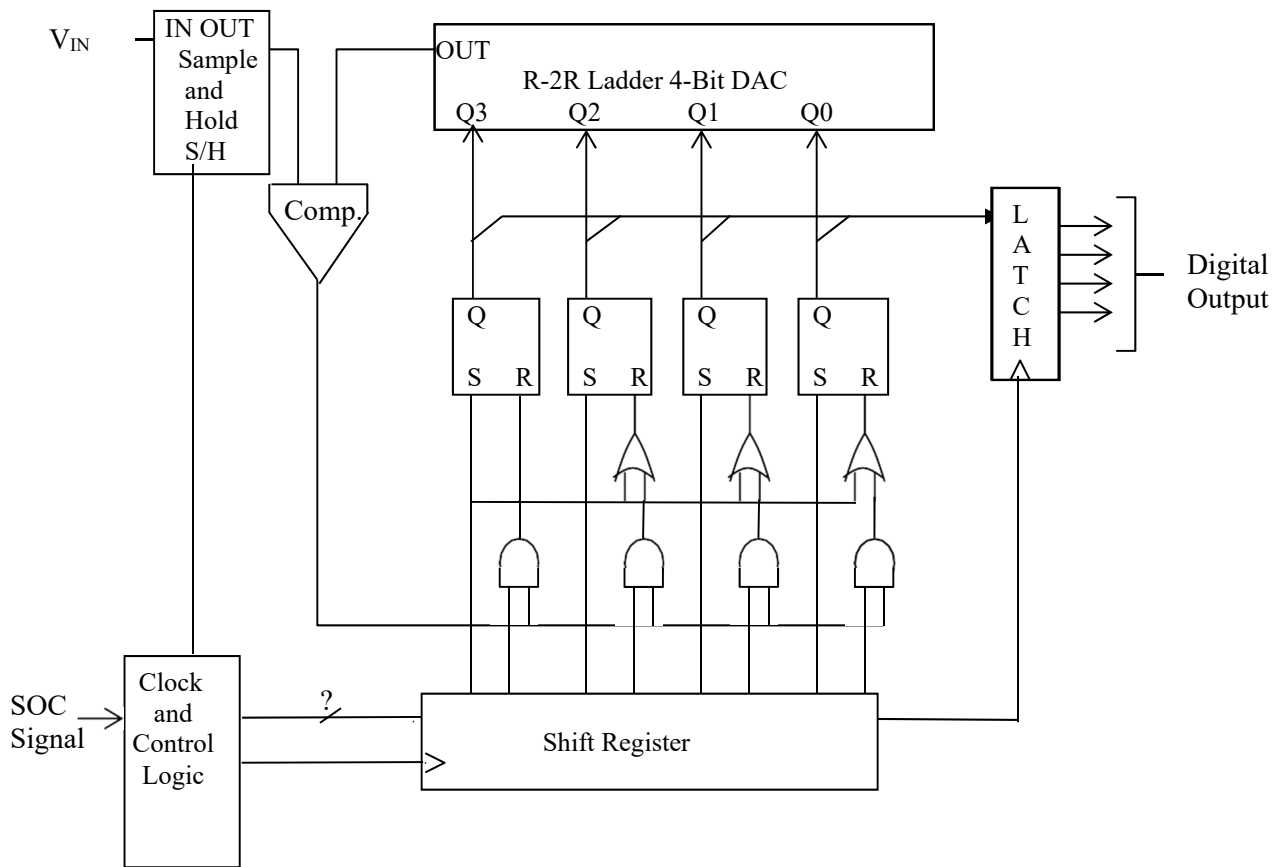 V_IN
IN OUT
Sample
and
Hold
S/H
OUT
R-2R Ladder 4-Bit DAC
Q3 Q2 Q1 Q0
Comp.
L
A
T
C
H
Digital
Output
Q Q Q Q
S R S R S R S R
SOC
Signal
Clock
and
Control
Logic
?
Shift Register